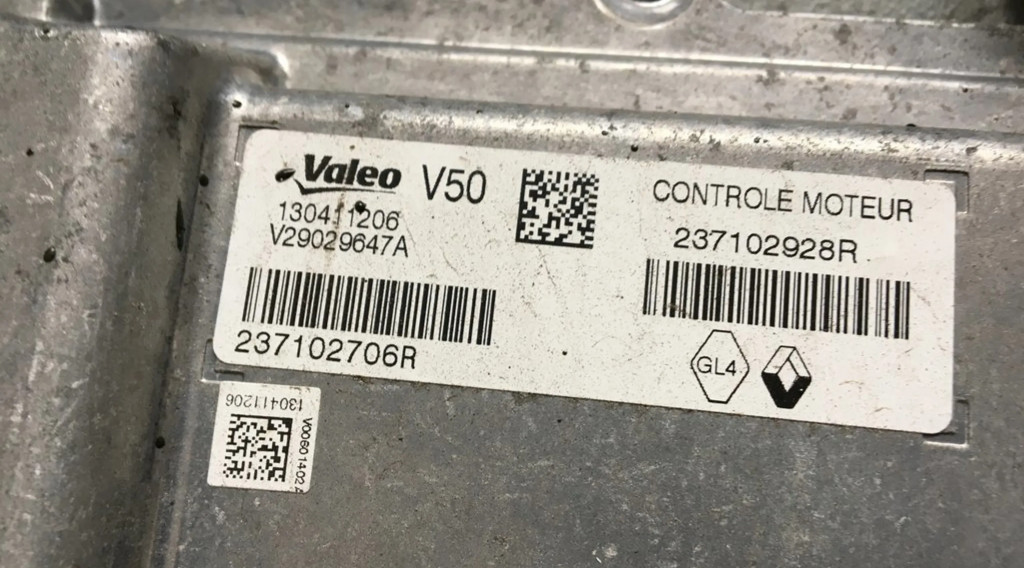 Valeo V50
130411206
V29029647A
237102706R
CONTROLE MOTEUR
237102928R
GL4
130411206
V00601402A